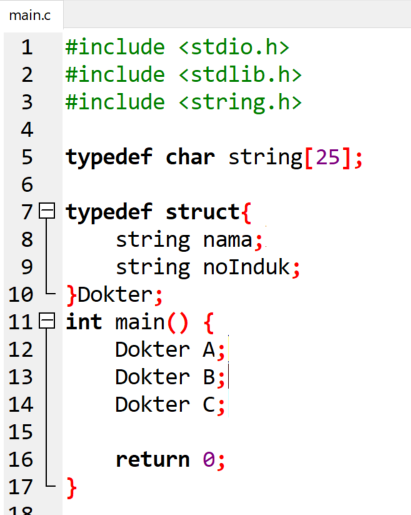 main.c
1 #include <stdio.h>
2 #include <stdlib.h>
3 #include <string.h>
4
5 typedef char string[25];
6
7 typedef struct{
8     string nama;
9     string noInduk;
10 }Dokter;
11 int main() {
12     Dokter A;
13     Dokter B;
14     Dokter C;
15
16     return 0;
17 }
18